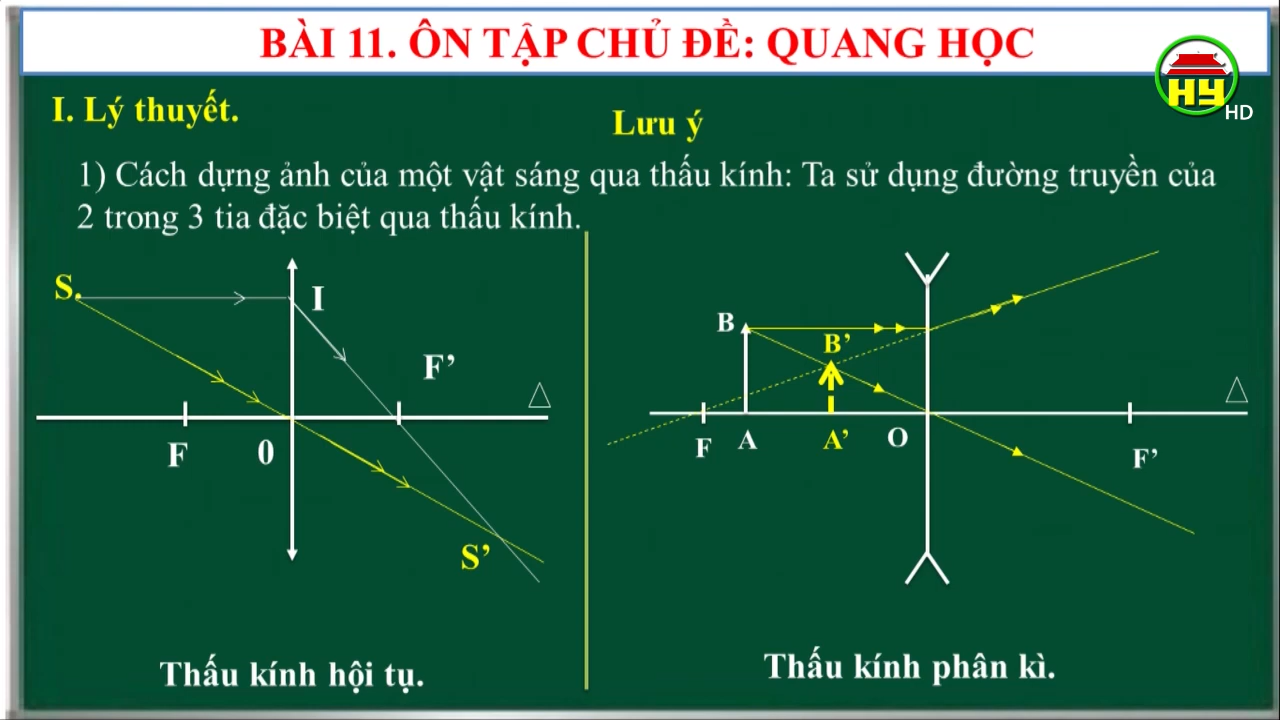 BÀI 11. ÔN TẬP CHỦ ĐỀ: QUANG HỌC
HY
HD
I. Lý thuyết.
Lưu ý
1) Cách dựng ảnh của một vật sáng qua thấu kính: Ta sử dụng đường truyền của
2 trong 3 tia đặc biệt qua thấu kính.
S.
I
F’
△
F
0
S’
Thấu kính hội tụ.
B
B’
△
F
A
A’
O
F’
Thấu kính phân kì.